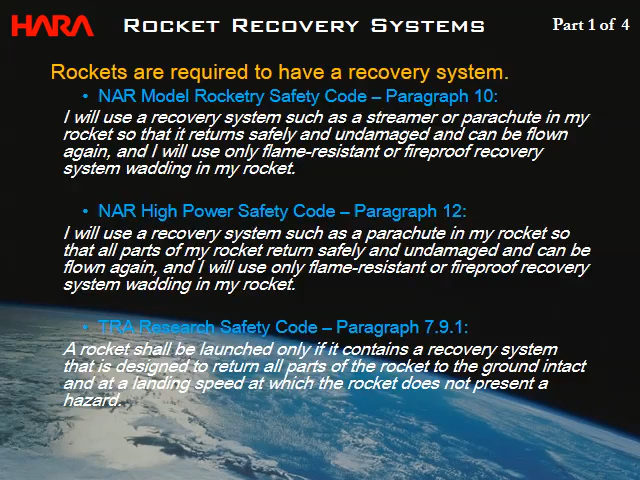 HARA
ROCKET RECOVERY SYSTEMS
Part 1 of 4
Rockets are required to have a recovery system.
• NAR Model Rocketry Safety Code – Paragraph 10:
I will use a recovery system such as a streamer or parachute in my
rocket so that it returns safely and undamaged and can be flown
again, and I will use only flame-resistant or fireproof recovery
system wadding in my rocket.
• NAR High Power Safety Code – Paragraph 12:
I will use a recovery system such as a parachute in my rocket so
that all parts of my rocket return safely and undamaged and can be
flown again, and I will use only flame-resistant or fireproof recovery
system wadding in my rocket.
• TRA Research Safety Code – Paragraph 7.9.1:
A rocket shall be launched only if it contains a recovery system
that is designed to return all parts of the rocket to the ground intact
and at a landing speed at which the rocket does not present a
hazard.